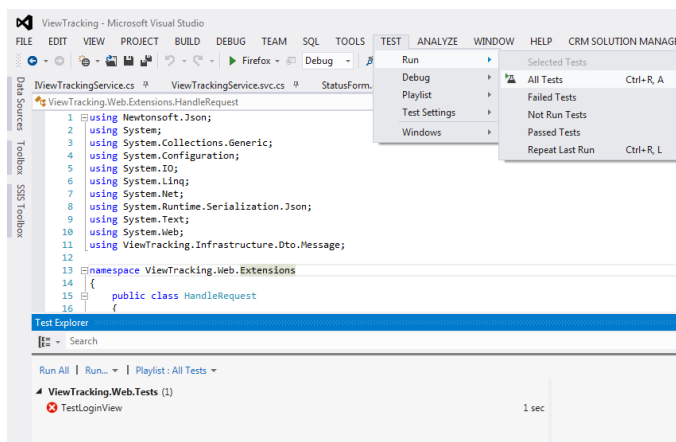 ViewTracking - Microsoft Visual Studio
FILE EDIT VIEW PROJECT BUILD DEBUG TEAM SQL TOOLS TEST ANALYZE WINDOW HELP CRM SOLUTION MANAG
Firefox Debug
Run
Debug
Playlist
Test Settings
Windows
Selected Tests
All Tests Ctrl+R, A
Failed Tests
Not Run Tests
Passed Tests
Repeat Last Run Ctrl+R, L
Data Sources
Toolbox
SSIS Toolbox
IViewTrackingService.cs ViewTrackingService.svc.cs StatusForm.
ViewTracking.Web.Extensions.HandleRequest
1 using Newtonsoft.Json;
2 using System;
3 using System.Collections.Generic;
4 using System.Configuration;
5 using System.IO;
6 using System.Linq;
7 using System.Net;
8 using System.Runtime.Serialization.Json;
9 using System.Text;
10 using System.Web;
11 using ViewTracking.Infrastructure.Dto.Message;
12
13 namespace ViewTracking.Web.Extensions
14 {
15 public class HandleRequest
16 {
Test Explorer
Search
Run All | Run... | Playlist : All Tests
ViewTracking.Web.Tests (1)
TestLoginView 1 sec